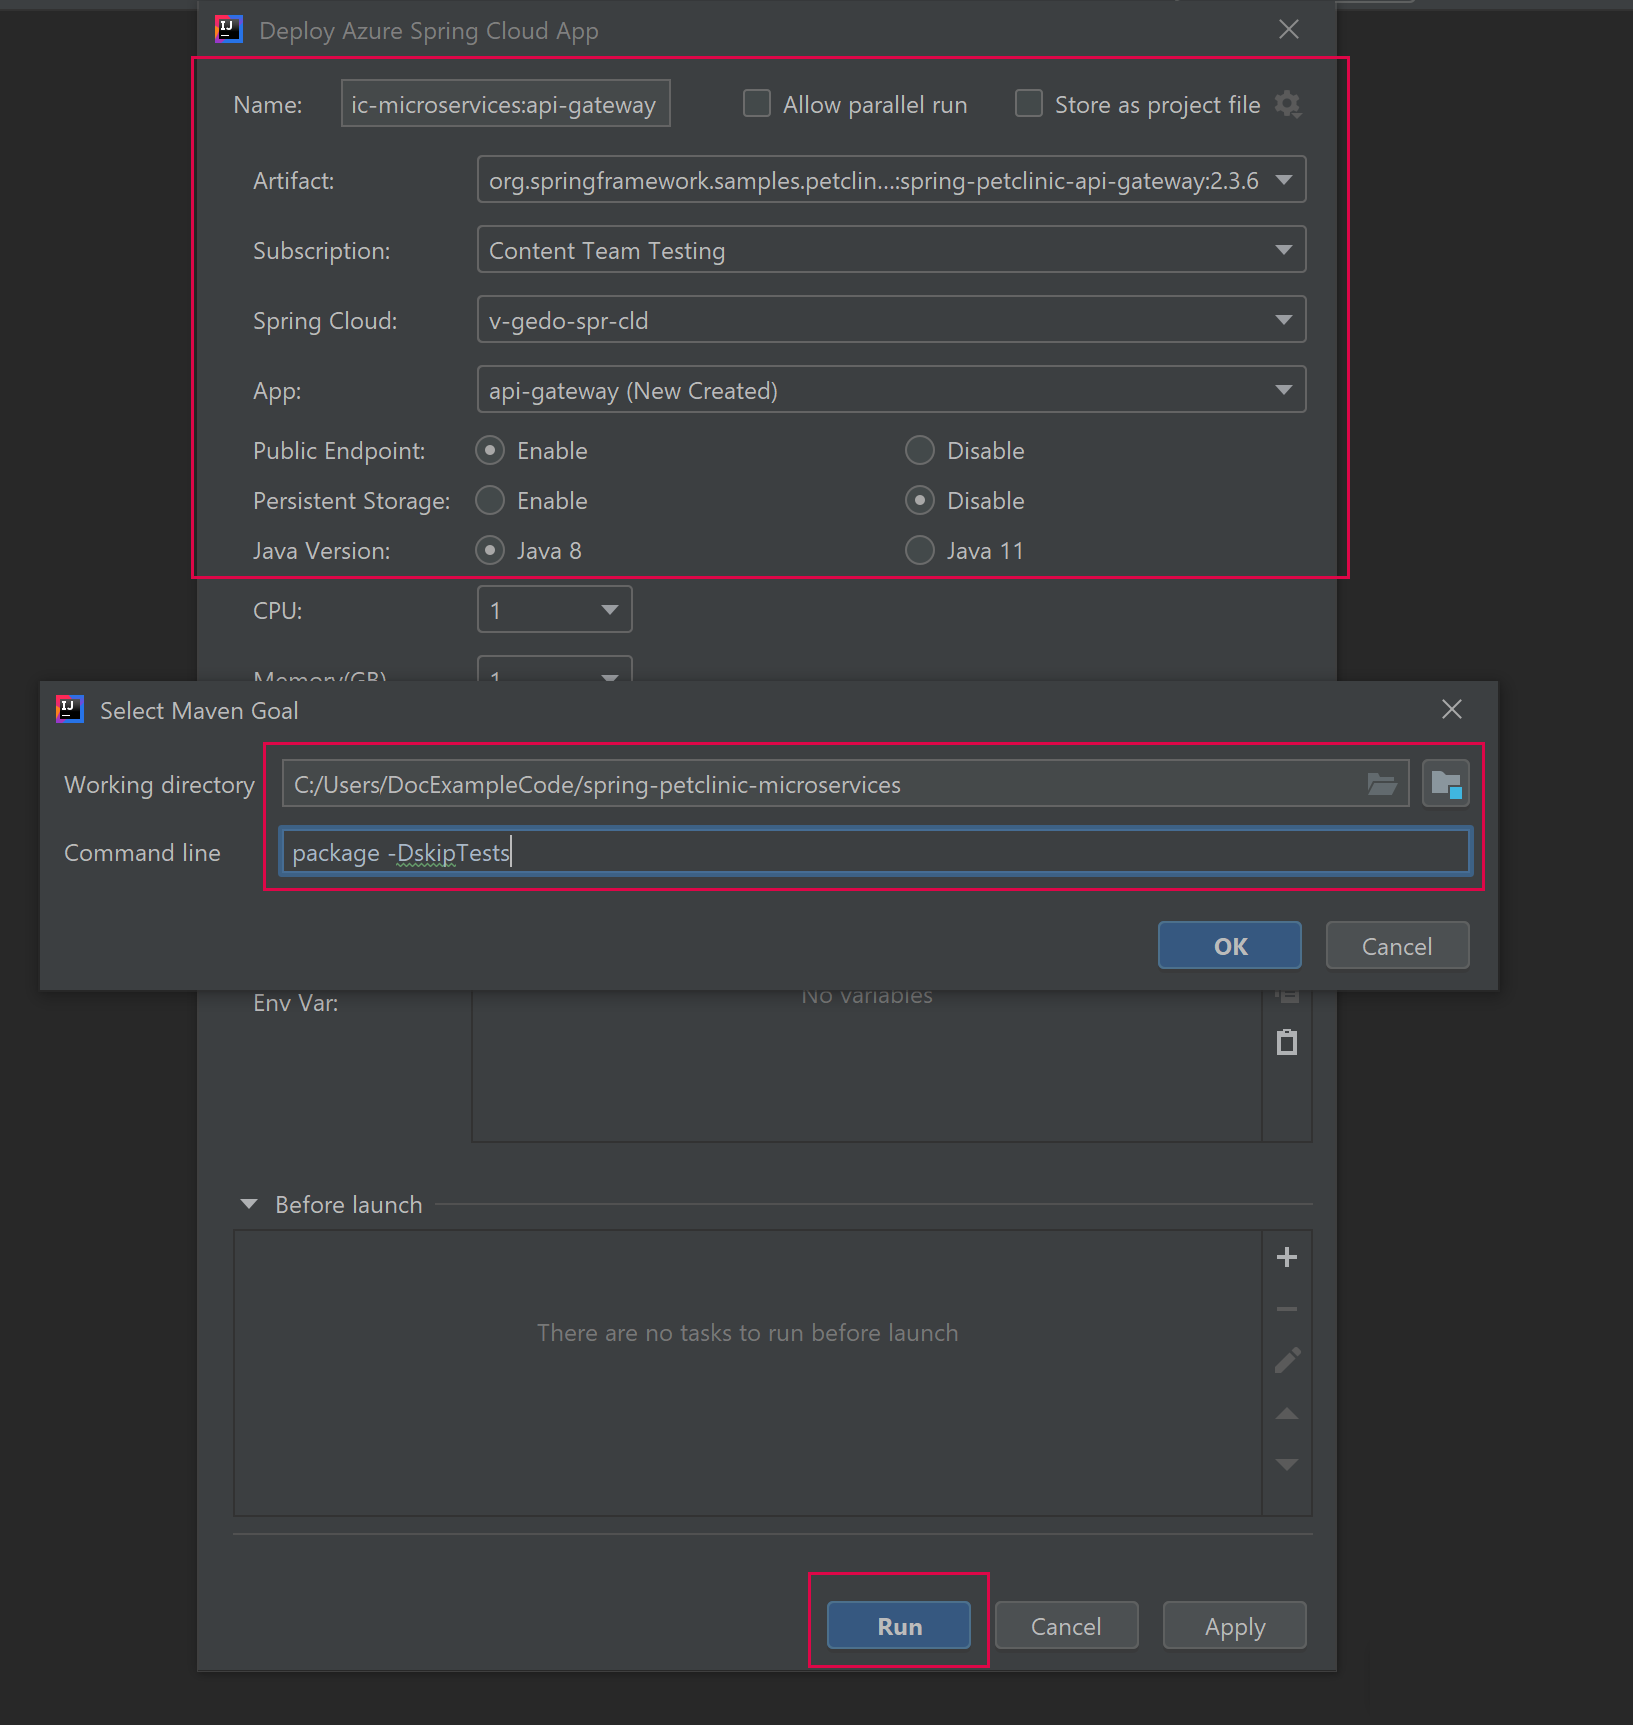 Deploy Azure Spring Cloud App
Name: ic-microservices:api-gateway Allow parallel run Store as project file
Artifact: org.springframework.samples.petclin...:spring-petclinic-api-gateway:2.3.6
Subscription: Content Team Testing
Spring Cloud: v-gedo-spr-cld
App: api-gateway (New Created)
Public Endpoint: Enable Disable
Persistent Storage: Enable Disable
Java Version: Java 8 Java 11
CPU: 1
Memory(GB) 1
Select Maven Goal
Working directory C:/Users/DocExampleCode/spring-petclinic-microservices
Command line package -DskipTests
OK Cancel
Env Var: No variables
Before launch
There are no tasks to run before launch
Run Cancel Apply